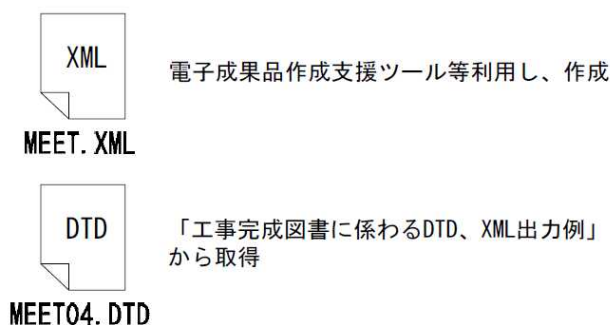 XML
電子成果品作成支援ツール等利用し、作成
MEET.XML
DTD
「工事完成図書に係わるDTD、XML出力例」
から取得
MEET04.DTD